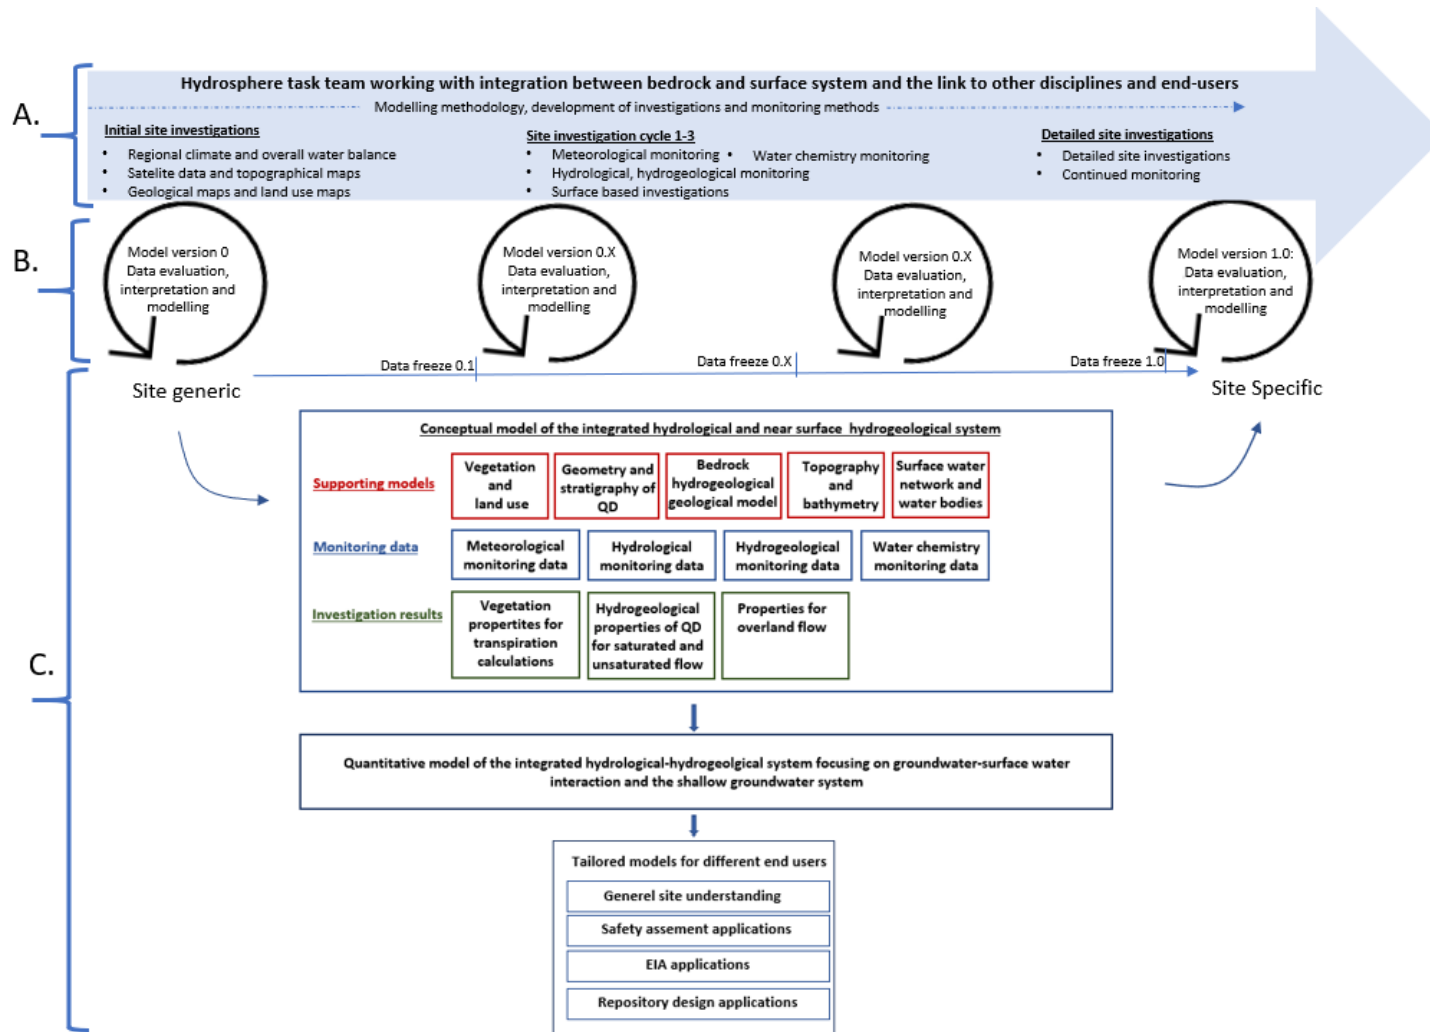 A.
Hydrosphere task team working with integration between bedrock and surface system and the link to other disciplines and end-users
Modelling methodology, development of investigations and monitoring methods
Initial site investigations
• Regional climate and overall water balance
• Satelite data and topographical maps
• Geological maps and land use maps
Site investigation cycle 1-3
• Meteorological monitoring • Water chemistry monitoring
• Hydrological, hydrogeological monitoring
• Surface based investigations
Detailed site investigations
• Detailed site investigations
• Continued monitoring
B.
Model version 0
Data evaluation,
interpretation and
modelling
Model version 0.X
Data evaluation,
interpretation and
modelling
Model version 0.X
Data evaluation,
interpretation and
modelling
Model version 1.0:
Data evaluation,
interpretation and
modelling
Data freeze 0.1
Data freeze 0.X
Data freeze 1.0
Site generic
Site Specific
C.
Conceptual model of the integrated hydrological and near surface hydrogeological system
Supporting models
Vegetation
and
land use
Geometry and
stratigraphy of
QD
Bedrock
hydrogeological
geological model
Topography
and
bathymetry
Surface water
network and
water bodies
Monitoring data
Meteorological
monitoring data
Hydrological
monitoring data
Hydrogeological
monitoring data
Water chemistry
monitoring data
Investigation results
Vegetation
propertites for
transpiration
calculations
Hydrogeological
properties of QD
for saturated and
unsaturated flow
Properties for
overland flow
Quantitative model of the integrated hydrological-hydrogeolgical system focusing on groundwater-surface water
interaction and the shallow groundwater system
Tailored models for different end users
Generel site understanding
Safety assement applications
EIA applications
Repository design applications